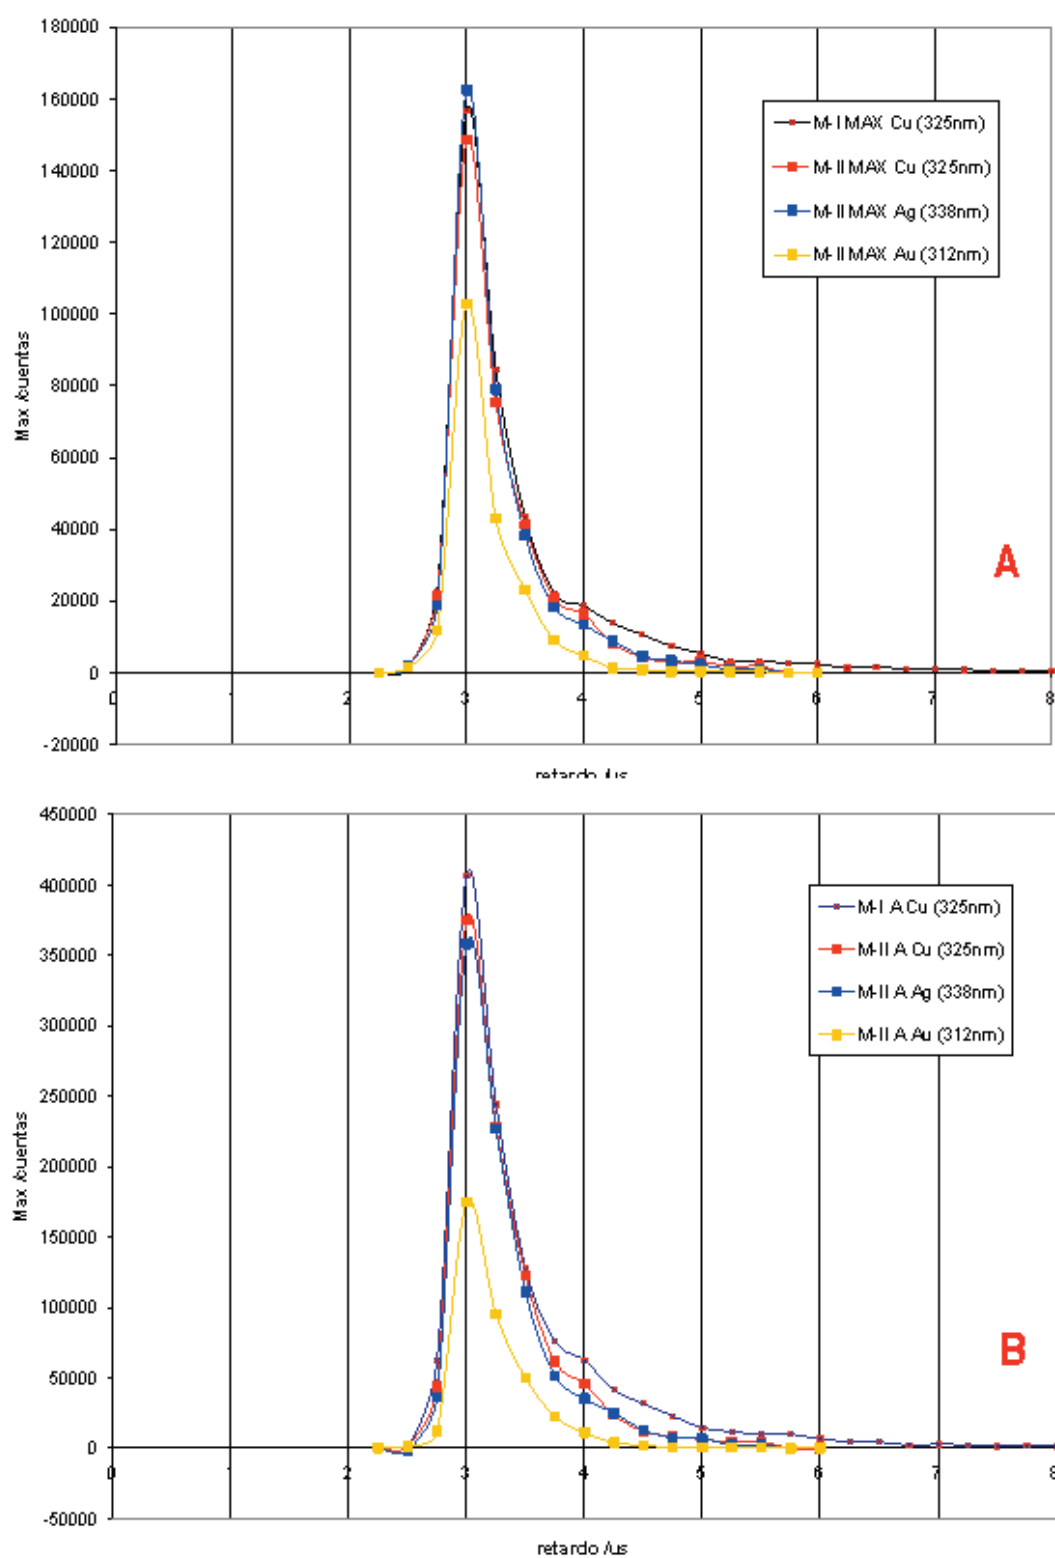 180000
160000
140000
120000
100000
80000
60000
40000
20000
0
-20000
Max /cuentas
0 1 2 3 4 5 6 7 8
retardo /us
M-I MAX Cu (325nm)
M-II MAX Cu (325nm)
M-II MAX Ag (338nm)
M-II MAX Au (312nm)
A
450000
400000
350000
300000
250000
200000
150000
100000
50000
0
-50000
Max /cuentas
0 1 2 3 4 5 6 7 8
retardo /us
M-I A Cu (325nm)
M-II A Cu (325nm)
M-II A Ag (338nm)
M-II A Au (312nm)
B